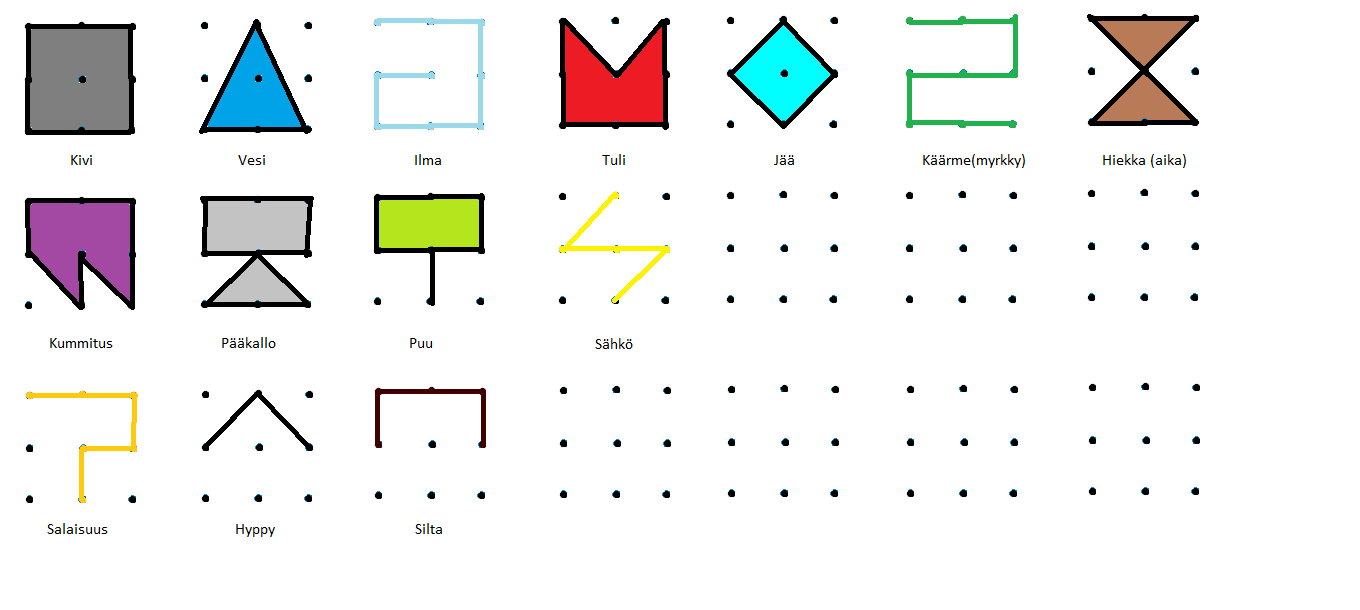 Kivi
Vesi
Ilma
Tuli
Jää
Käärme(myrkky)
Hiekka (aika)
Kummitus
Pääkallo
Puu
Sähkö
Salaisuus
Hyppy
Silta